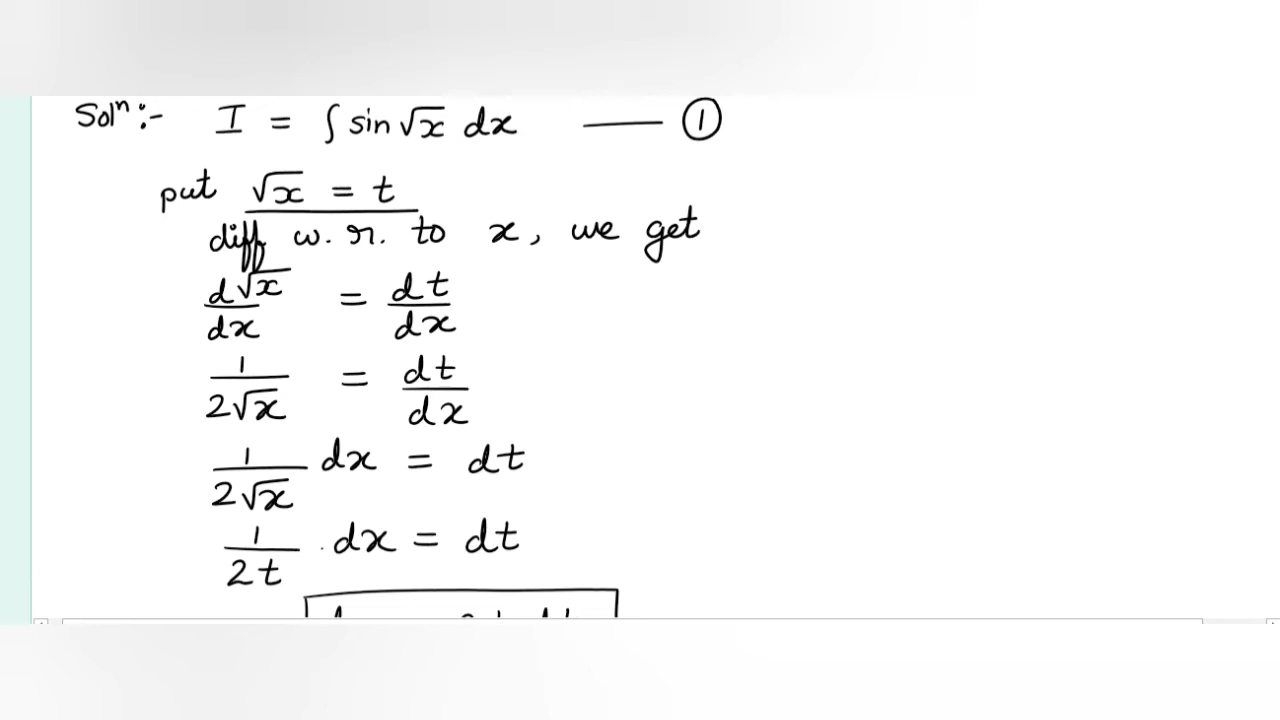 Solⁿ:- I = ∫ sin√x dx —— ①
put √x = t
diff w. r. to x, we get
d√x/dx = dt/dx
1/2√x = dt/dx
1/2√x dx = dt
1/2t . dx = dt